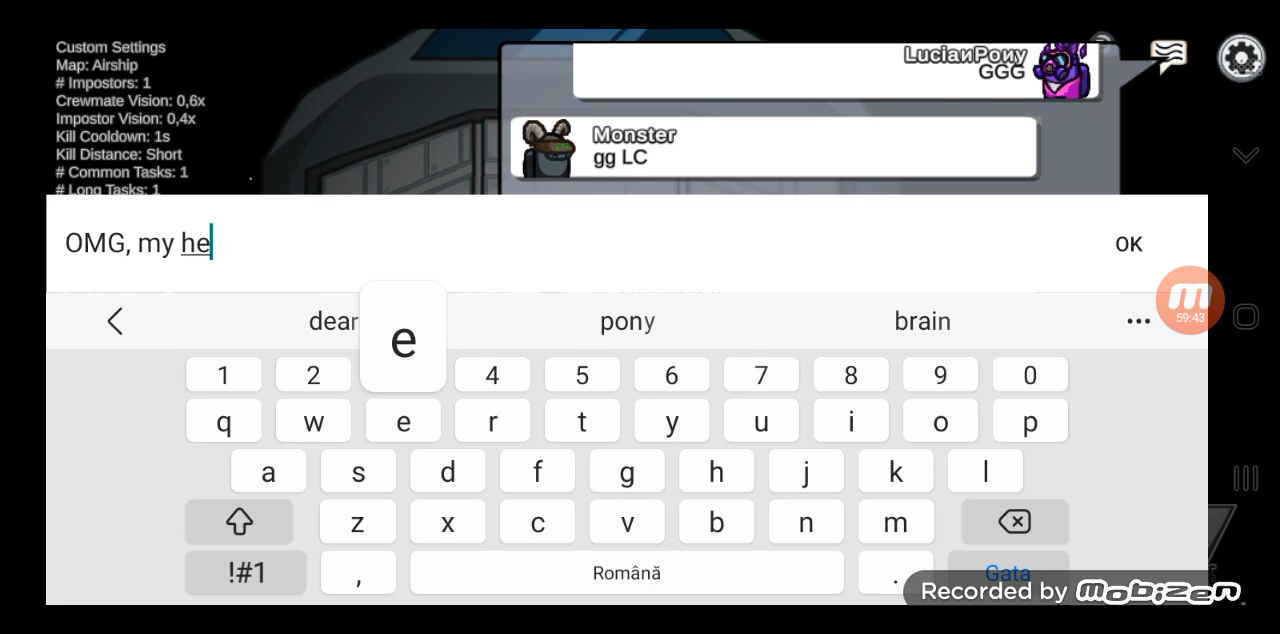 Custom Settings
Map: Airship
# Impostors: 1
Crewmate Vision: 0,6x
Impostor Vision: 0,4x
Kill Cooldown: 1s
Kill Distance: Short
# Common Tasks: 1
# Long Tasks: 1
LucianPony
GGG
Monster
gg LC
OMG, my he
OK
59:43
dear
pony
brain
•••
e
1 2 4 5 6 7 8 9 0
q w e r t y u i o p
a s d f g h j k l
z x c v b n m
!#1 , Română . Gata
Recorded by mobizen